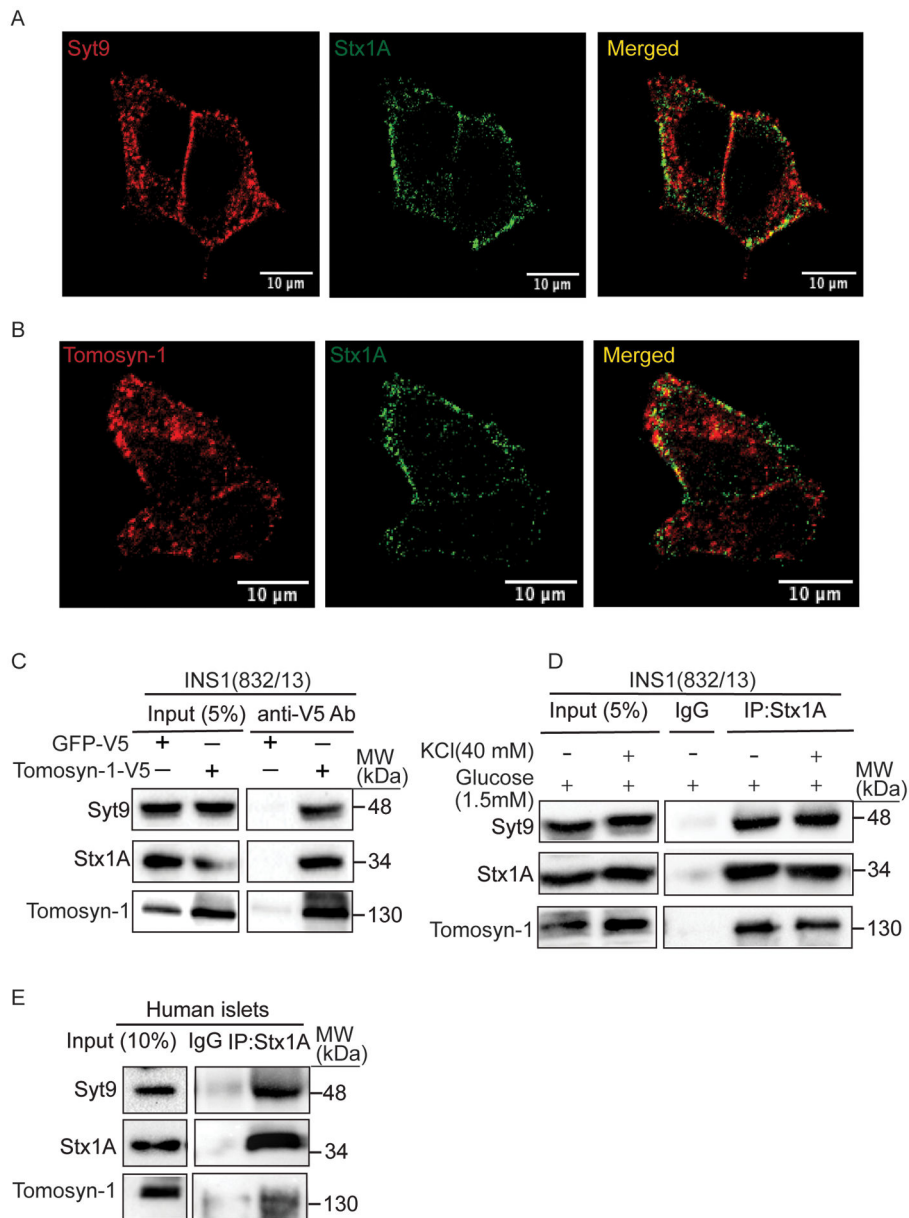 A
Syt9 Stx1A Merged
10 µm 10 µm 10 µm
B
Tomosyn-1 Stx1A Merged
10 µm 10 µm 10 µm
C
INS1(832/13)
Input (5%) anti-V5 Ab
GFP-V5 + — + —
Tomosyn-1-V5 — + — +
MW
(kDa)
Syt9 48
Stx1A 34
Tomosyn-1 130
D
INS1(832/13)
Input (5%) IgG IP:Stx1A
KCl(40 mM) - + - - +
Glucose + + + + +
(1.5mM)
MW
(kDa)
Syt9 48
Stx1A 34
Tomosyn-1 130
E
Human islets
Input (10%) IgG IP:Stx1A MW
(kDa)
Syt9 48
Stx1A 34
Tomosyn-1 130